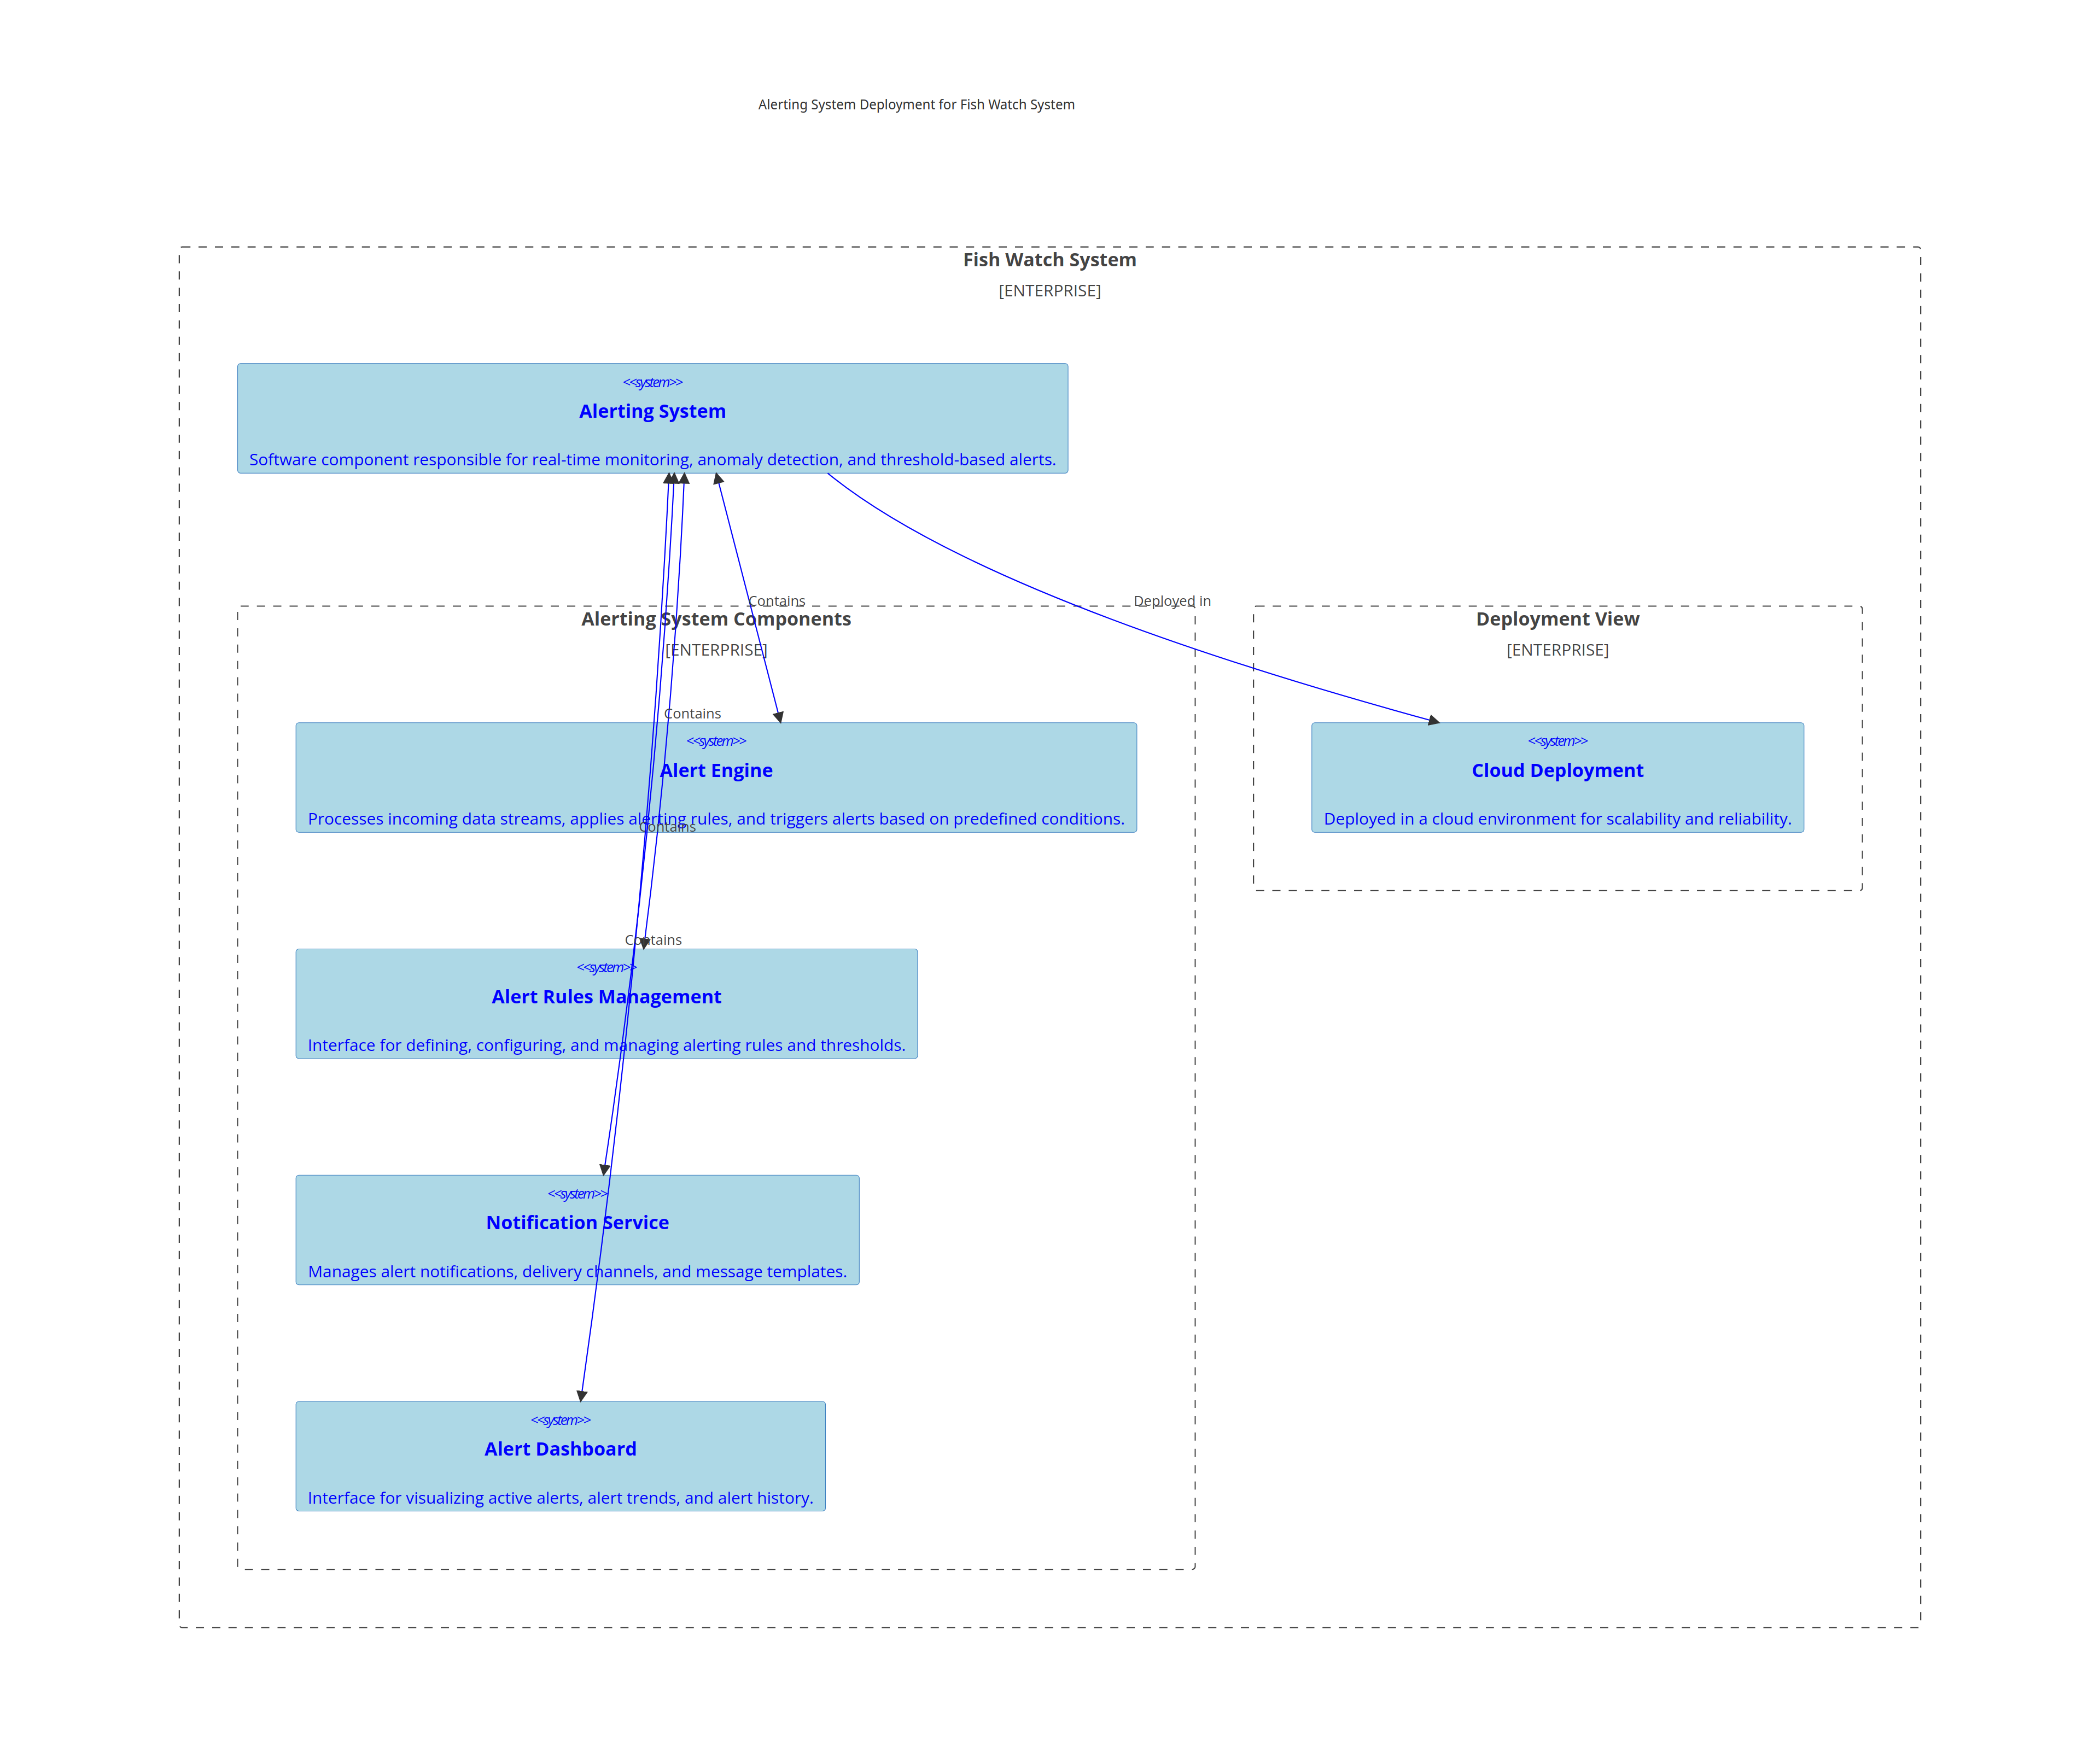 Alerting System Deployment for Fish Watch System
Fish Watch System
[ENTERPRISE]
<<system>>
Alerting System
Software component responsible for real-time monitoring, anomaly detection, and threshold-based alerts.
Contains
Deployed in
Alerting System Components
[ENTERPRISE]
Deployment View
[ENTERPRISE]
Contains
<<system>>
Alert Engine
Processes incoming data streams, applies alerting rules, and triggers alerts based on predefined conditions.
<<system>>
Cloud Deployment
Deployed in a cloud environment for scalability and reliability.
Contains
Contains
<<system>>
Alert Rules Management
Interface for defining, configuring, and managing alerting rules and thresholds.
<<system>>
Notification Service
Manages alert notifications, delivery channels, and message templates.
<<system>>
Alert Dashboard
Interface for visualizing active alerts, alert trends, and alert history.